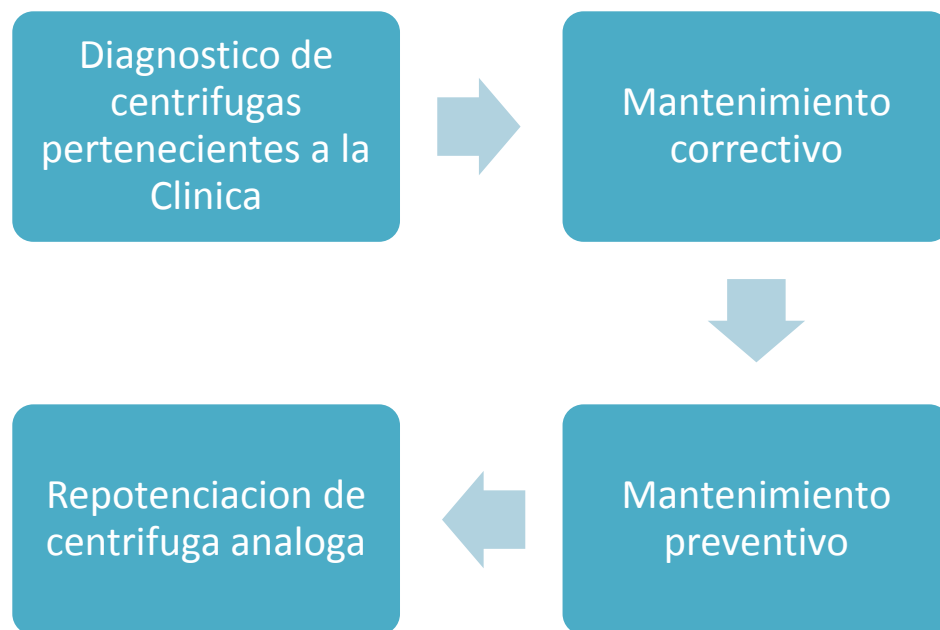 Diagnostico de
centrifugas
pertenecientes a la
Clinica
Mantenimiento
correctivo
Mantenimiento
preventivo
Repotenciacion de
centrifuga analoga